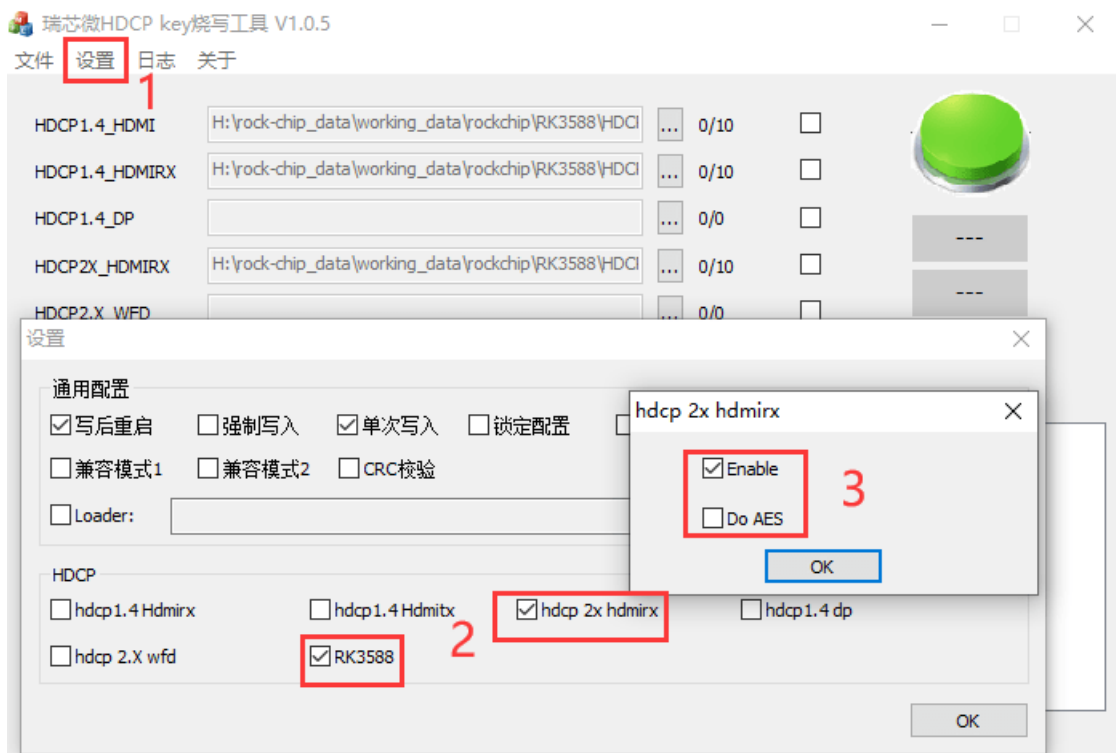 瑞芯微HDCP key烧写工具 V1.0.5
文件 设置 日志 关于
1
HDCP1.4_HDMI H:\rock-chip_data\working_data\rockchip\RK3588\HDCI ... 0/10
HDCP1.4_HDMIRX H:\rock-chip_data\working_data\rockchip\RK3588\HDCI ... 0/10
HDCP1.4_DP ... 0/0
---
HDCP2X_HDMIRX H:\rock-chip_data\working_data\rockchip\RK3588\HDCI ... 0/10
---
HDCP2.X_WFD ... 0/0
设置
通用配置
写后重启 强制写入 单次写入 锁定配置
兼容模式1 兼容模式2 CRC校验
Loader:
hdcp 2x hdmirx
Enable
3
Do AES
OK
HDCP
hdcp1.4 Hdmirx hdcp1.4 Hdmitx hdcp 2x hdmirx hdcp1.4 dp
hdcp 2.X wfd RK3588 2
OK